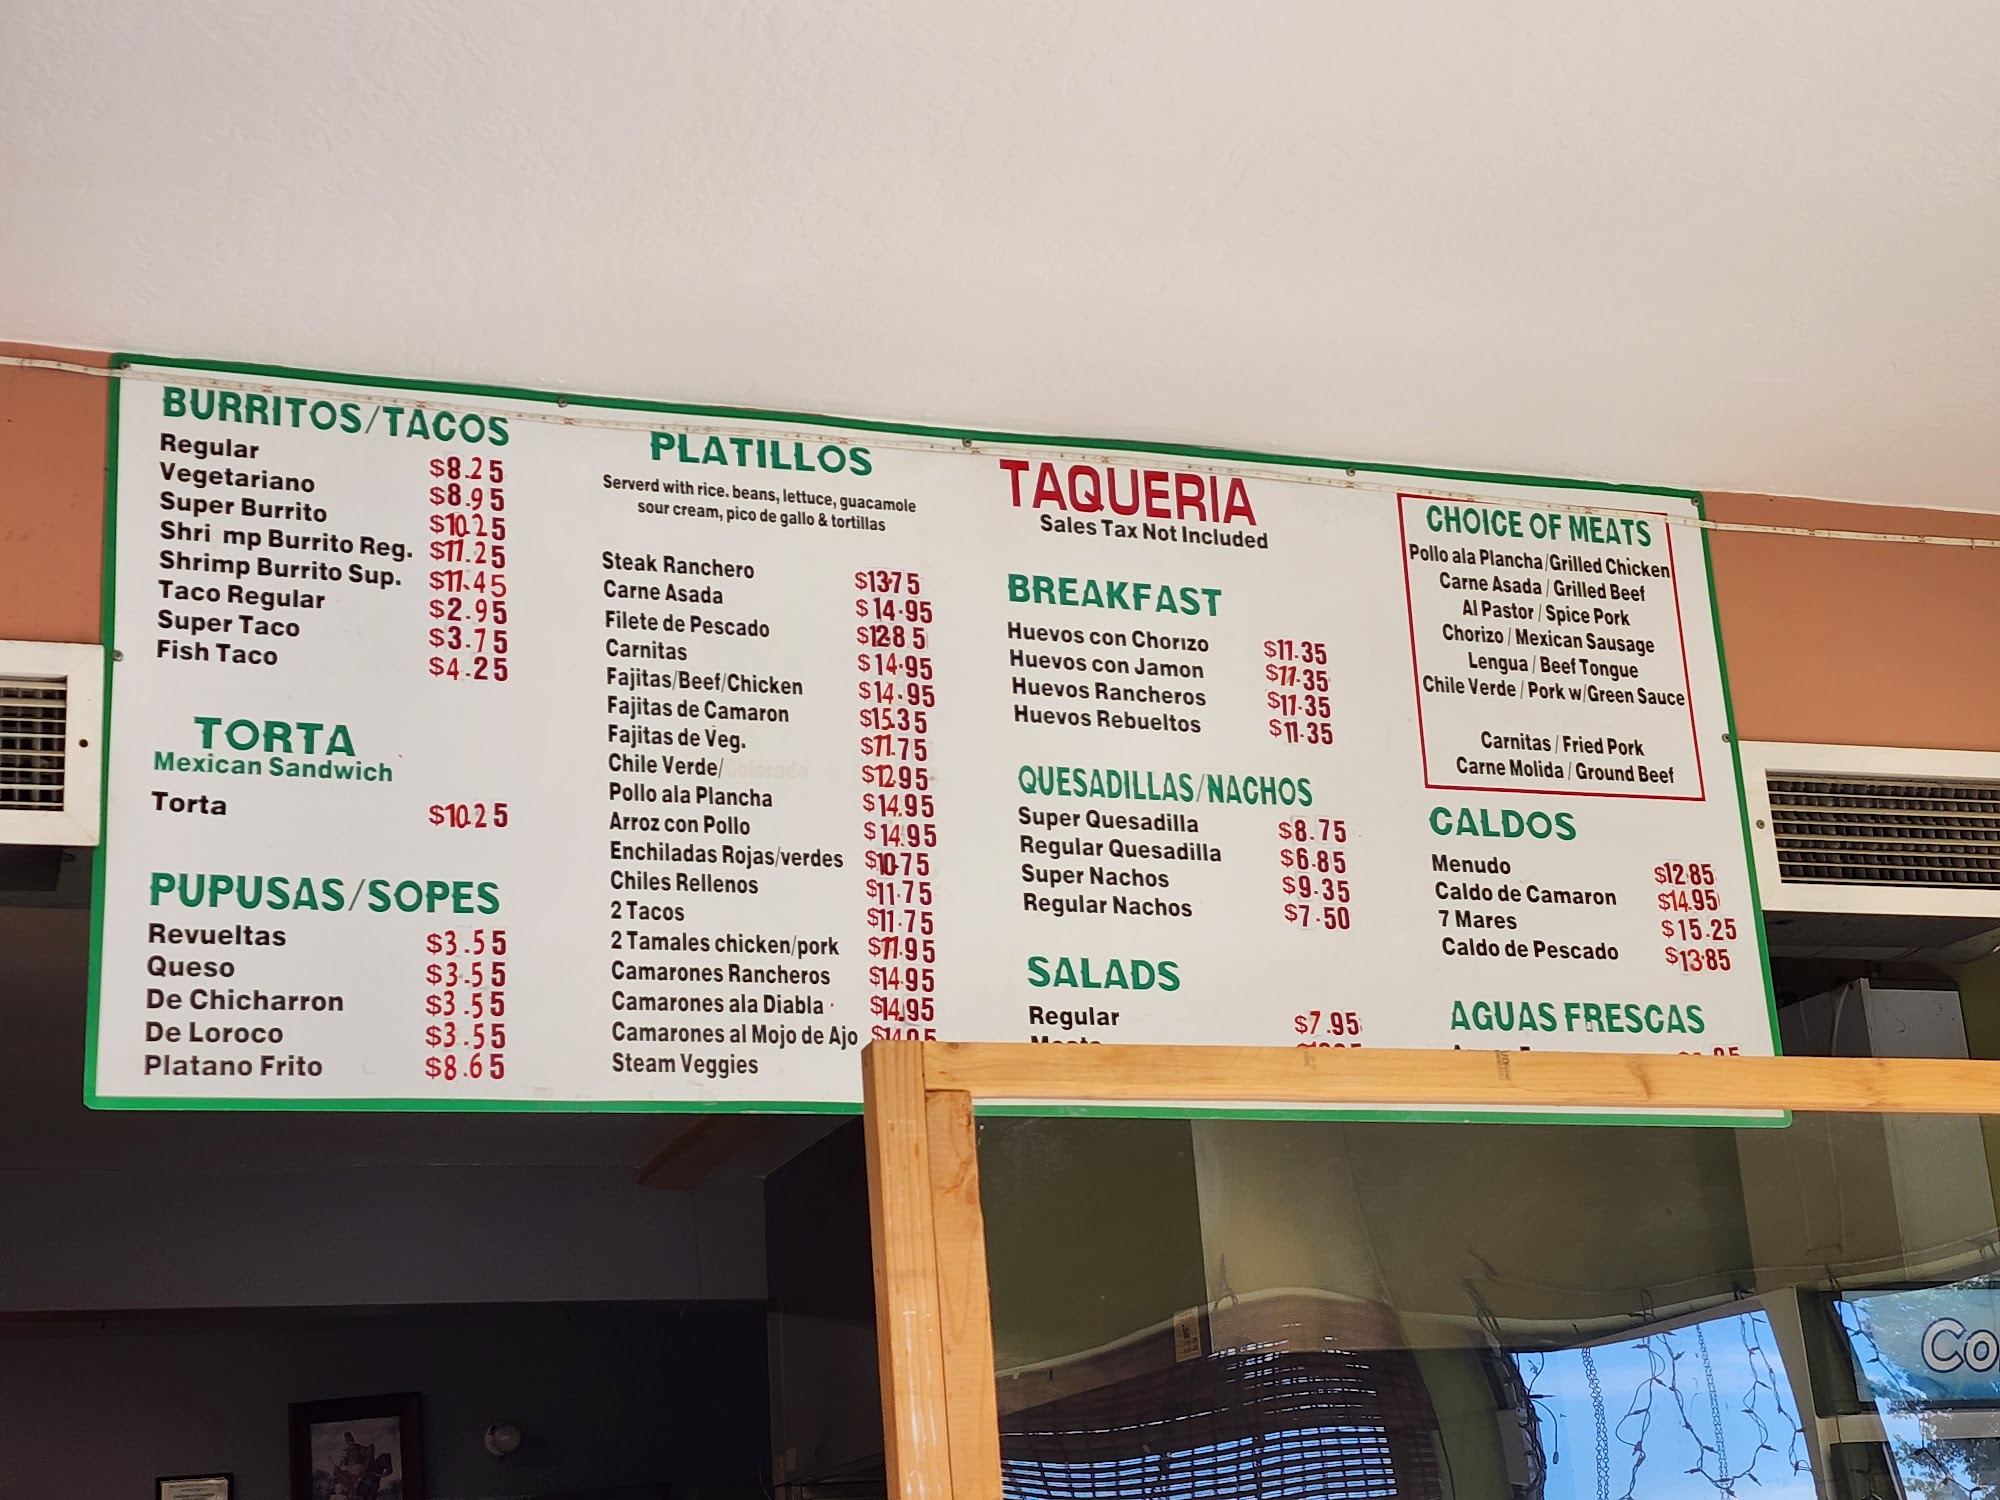 BURRITOS/TACOS
Regular $8.25
Vegetariano $8.95
Super Burrito $10.25
Shri mp Burrito Reg. $11.25
Shrimp Burrito Sup. $11.45
Taco Regular $2.95
Super Taco $3.75
Fish Taco $4.25
TORTA
Mexican Sandwich
Torta $10.25
PUPUSAS/SOPES
Revueltas $3.55
Queso $3.55
De Chicharron $3.55
De Loroco $3.55
Platano Frito $8.65
PLATILLOS
Serverd with rice. beans, lettuce, guacamole
sour cream, pico de gallo & tortillas
Steak Ranchero $13.75
Carne Asada $14.95
Filete de Pescado $12.85
Carnitas $14.95
Fajitas/Beef/Chicken $14.95
Fajitas de Camaron $15.35
Fajitas de Veg. $11.75
Chile Verde/Colorado $12.95
Pollo ala Plancha $14.95
Arroz con Pollo $14.95
Enchiladas Rojas/verdes $10.75
Chiles Rellenos $11.75
2 Tacos $11.75
2 Tamales chicken/pork $11.95
Camarones Rancheros $14.95
Camarones ala Diabla $14.95
Camarones al Mojo de Ajo $14.95
Steam Veggies
TAQUERIA
Sales Tax Not Included
BREAKFAST
Huevos con Chorizo $11.35
Huevos con Jamon $11.35
Huevos Rancheros $11.35
Huevos Rebueltos $11.35
QUESADILLAS/NACHOS
Super Quesadilla $8.75
Regular Quesadilla $6.85
Super Nachos $9.35
Regular Nachos $7.50
SALADS
Regular $7.95
CHOICE OF MEATS
Pollo ala Plancha/Grilled Chicken
Carne Asada/Grilled Beef
Al Pastor/Spice Pork
Chorizo/Mexican Sausage
Lengua/Beef Tongue
Chile Verde/Pork w/Green Sauce
Carnitas/Fried Pork
Carne Molida/Ground Beef
CALDOS
Menudo $12.85
Caldo de Camaron $14.95
7 Mares $15.25
Caldo de Pescado $13.85
AGUAS FRESCAS
Co